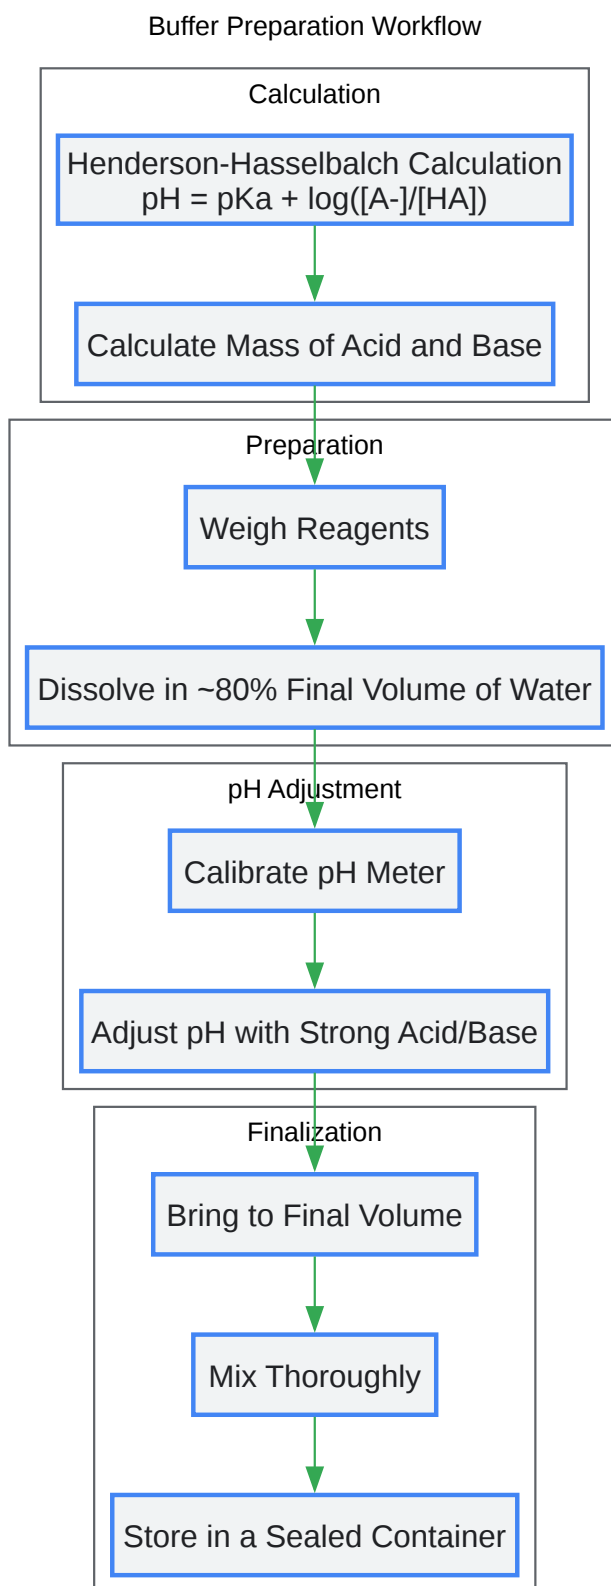 Buffer Preparation Workflow
Calculation
Henderson-Hasselbalch Calculation
pH = pKa + log([A-]/[HA])
Calculate Mass of Acid and Base
Preparation
Weigh Reagents
Dissolve in ~80% Final Volume of Water
pH Adjustment
Calibrate pH Meter
Adjust pH with Strong Acid/Base
Finalization
Bring to Final Volume
Mix Thoroughly
Store in a Sealed Container